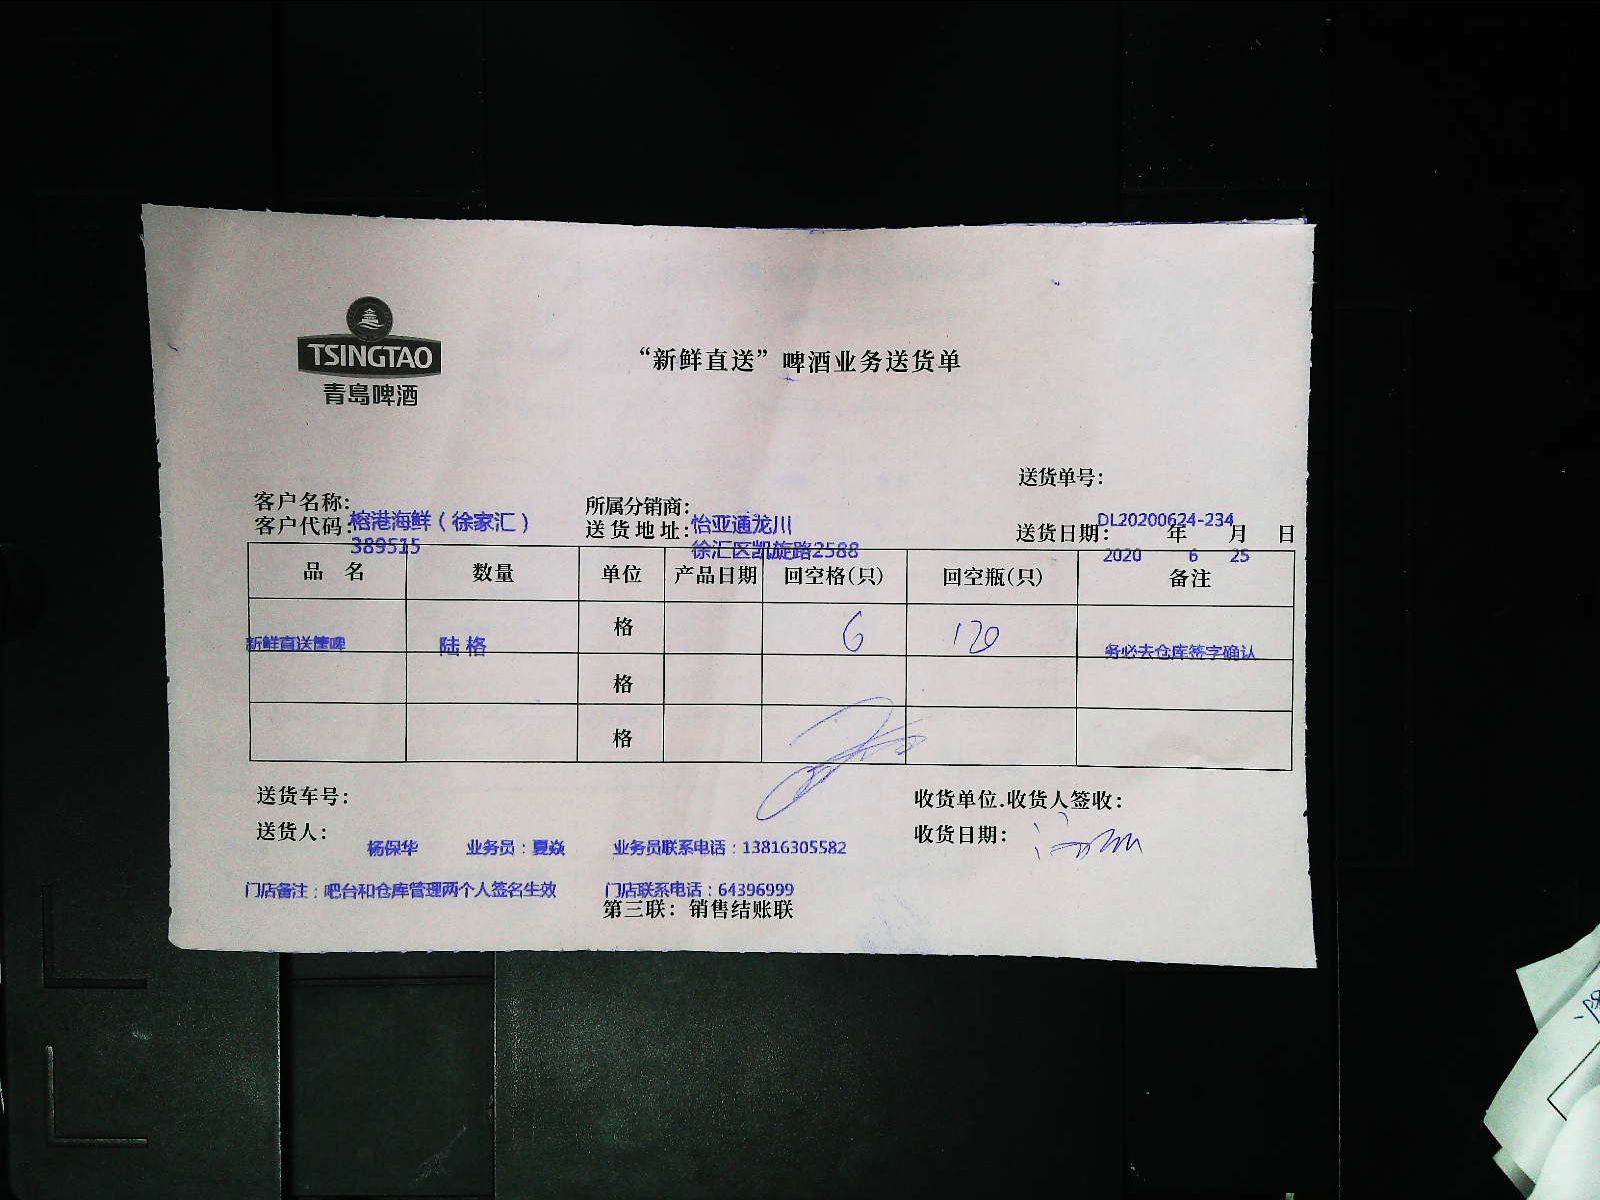 TSINGTAO
青岛啤酒
“新鲜直送”啤酒业务送货单
送货单号：
DL20200624-234
客户名称：
榕港海鲜（徐家汇）
所属分销商：
怡亚通龙川
客户代码：
389515
送货地址：
徐汇区凯旋路2588
送货日期： 年 月 日
2020 6 25
品 名 数量 单位 产品日期 回空格(只) 回空瓶(只) 备注
新鲜直送筐啤 陆格 格 6 120 务必去仓库签字确认
格
格
送货车号：
收货单位.收货人签收：
送货人：
收货日期：
杨保华 业务员：夏焱 业务员联系电话：13816305582
门店备注：吧台和仓库管理两个人签名生效 门店联系电话：64396999
第三联：销售结账联